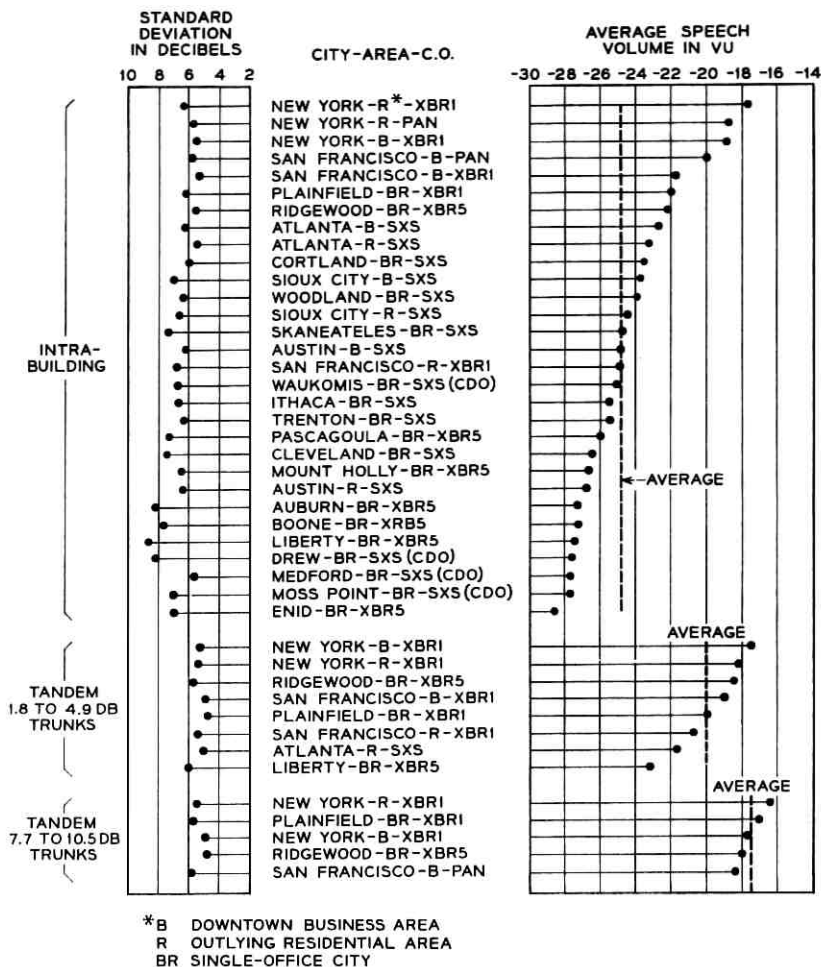 STANDARD
DEVIATION
IN DECIBELS
CITY-AREA-C.O.
AVERAGE SPEECH
VOLUME IN VU
10 8 6 4 2
-30 -28 -26 -24 -22 -20 -18 -16 -14
INTRA-
BUILDING
NEW YORK-R*-XBR1
NEW YORK-R-PAN
NEW YORK-B-XBR1
SAN FRANCISCO-B-PAN
SAN FRANCISCO-B-XBR1
PLAINFIELD-BR-XBR1
RIDGEWOOD-BR-XBR5
ATLANTA-B-SXS
ATLANTA-R-SXS
CORTLAND-BR-SXS
SIOUX CITY-B-SXS
WOODLAND-BR-SXS
SIOUX CITY-R-SXS
SKANEATELES-BR-SXS
AUSTIN-B-SXS
SAN FRANCISCO-R-XBR1
WAUKOMIS-BR-SXS(CDO)
ITHACA-BR-SXS
TRENTON-BR-SXS
PASCAGOULA-BR-XBR5
CLEVELAND-BR-SXS
MOUNT HOLLY-BR-XBR5
AUSTIN-R-SXS
AUBURN-BR-XBR5
BOONE-BR-XRB5
LIBERTY-BR-XBR5
DREW-BR-SXS(CDO)
MEDFORD-BR-SXS(CDO)
MOSS POINT-BR-SXS(CDO)
ENID-BR-XBR5
AVERAGE
TANDEM
1.8 TO 4.9 DB
TRUNKS
NEW YORK-B-XBR1
NEW YORK-R-XBR1
RIDGEWOOD-BR-XBR5
SAN FRANCISCO-B-XBR1
PLAINFIELD-BR-XBR1
SAN FRANCISCO-R-XBR1
ATLANTA-R-SXS
LIBERTY-BR-XBR5
AVERAGE
TANDEM
7.7 TO 10.5 DB
TRUNKS
NEW YORK-R-XBR1
PLAINFIELD-BR-XBR1
NEW YORK-B-XBR1
RIDGEWOOD-BR-XBR5
SAN FRANCISCO-B-PAN
AVERAGE
*B DOWNTOWN BUSINESS AREA
R OUTLYING RESIDENTIAL AREA
BR SINGLE-OFFICE CITY